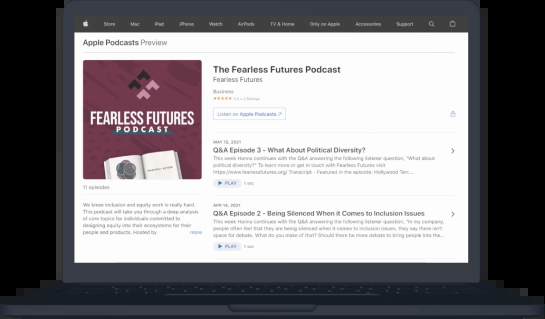 Store Mac iPad iPhone Watch AirPods TV & Home Only on Apple Accessories Support
Apple Podcasts Preview
FEARLESS FUTURES
PODCAST
11 episodes
We know inclusion and equity work is really hard.
This podcast will take you through a deep analysis
of core topics for individuals committed to
designing equity into their ecosystems for their
people and products. Hosted by more
The Fearless Futures Podcast
Fearless Futures
Business
★★★★★ 5.0 • 2 Ratings
Listen on Apple Podcasts ↗
MAY 12, 2021
Q&A Episode 3 - What About Political Diversity?
This week Hanna continues with the Q&A answering the following listener question, "What about
political diversity?" To learn more or get in touch with Fearless Futures visit
https://www.fearlessfutures.org/ Transcript - Featured in the episode: Hollywood Ten:...
PLAY
APR 14, 2021
Q&A Episode 2 - Being Silenced When it Comes to Inclusion Issues
This week Hanna continues with the Q&A answering the following listener question, "In my company,
people often feel that they are being silenced when it comes to inclusion issues, they say there isn't
space for debate. What do you make of that? Should there be more debate to bring people into the...
PLAY